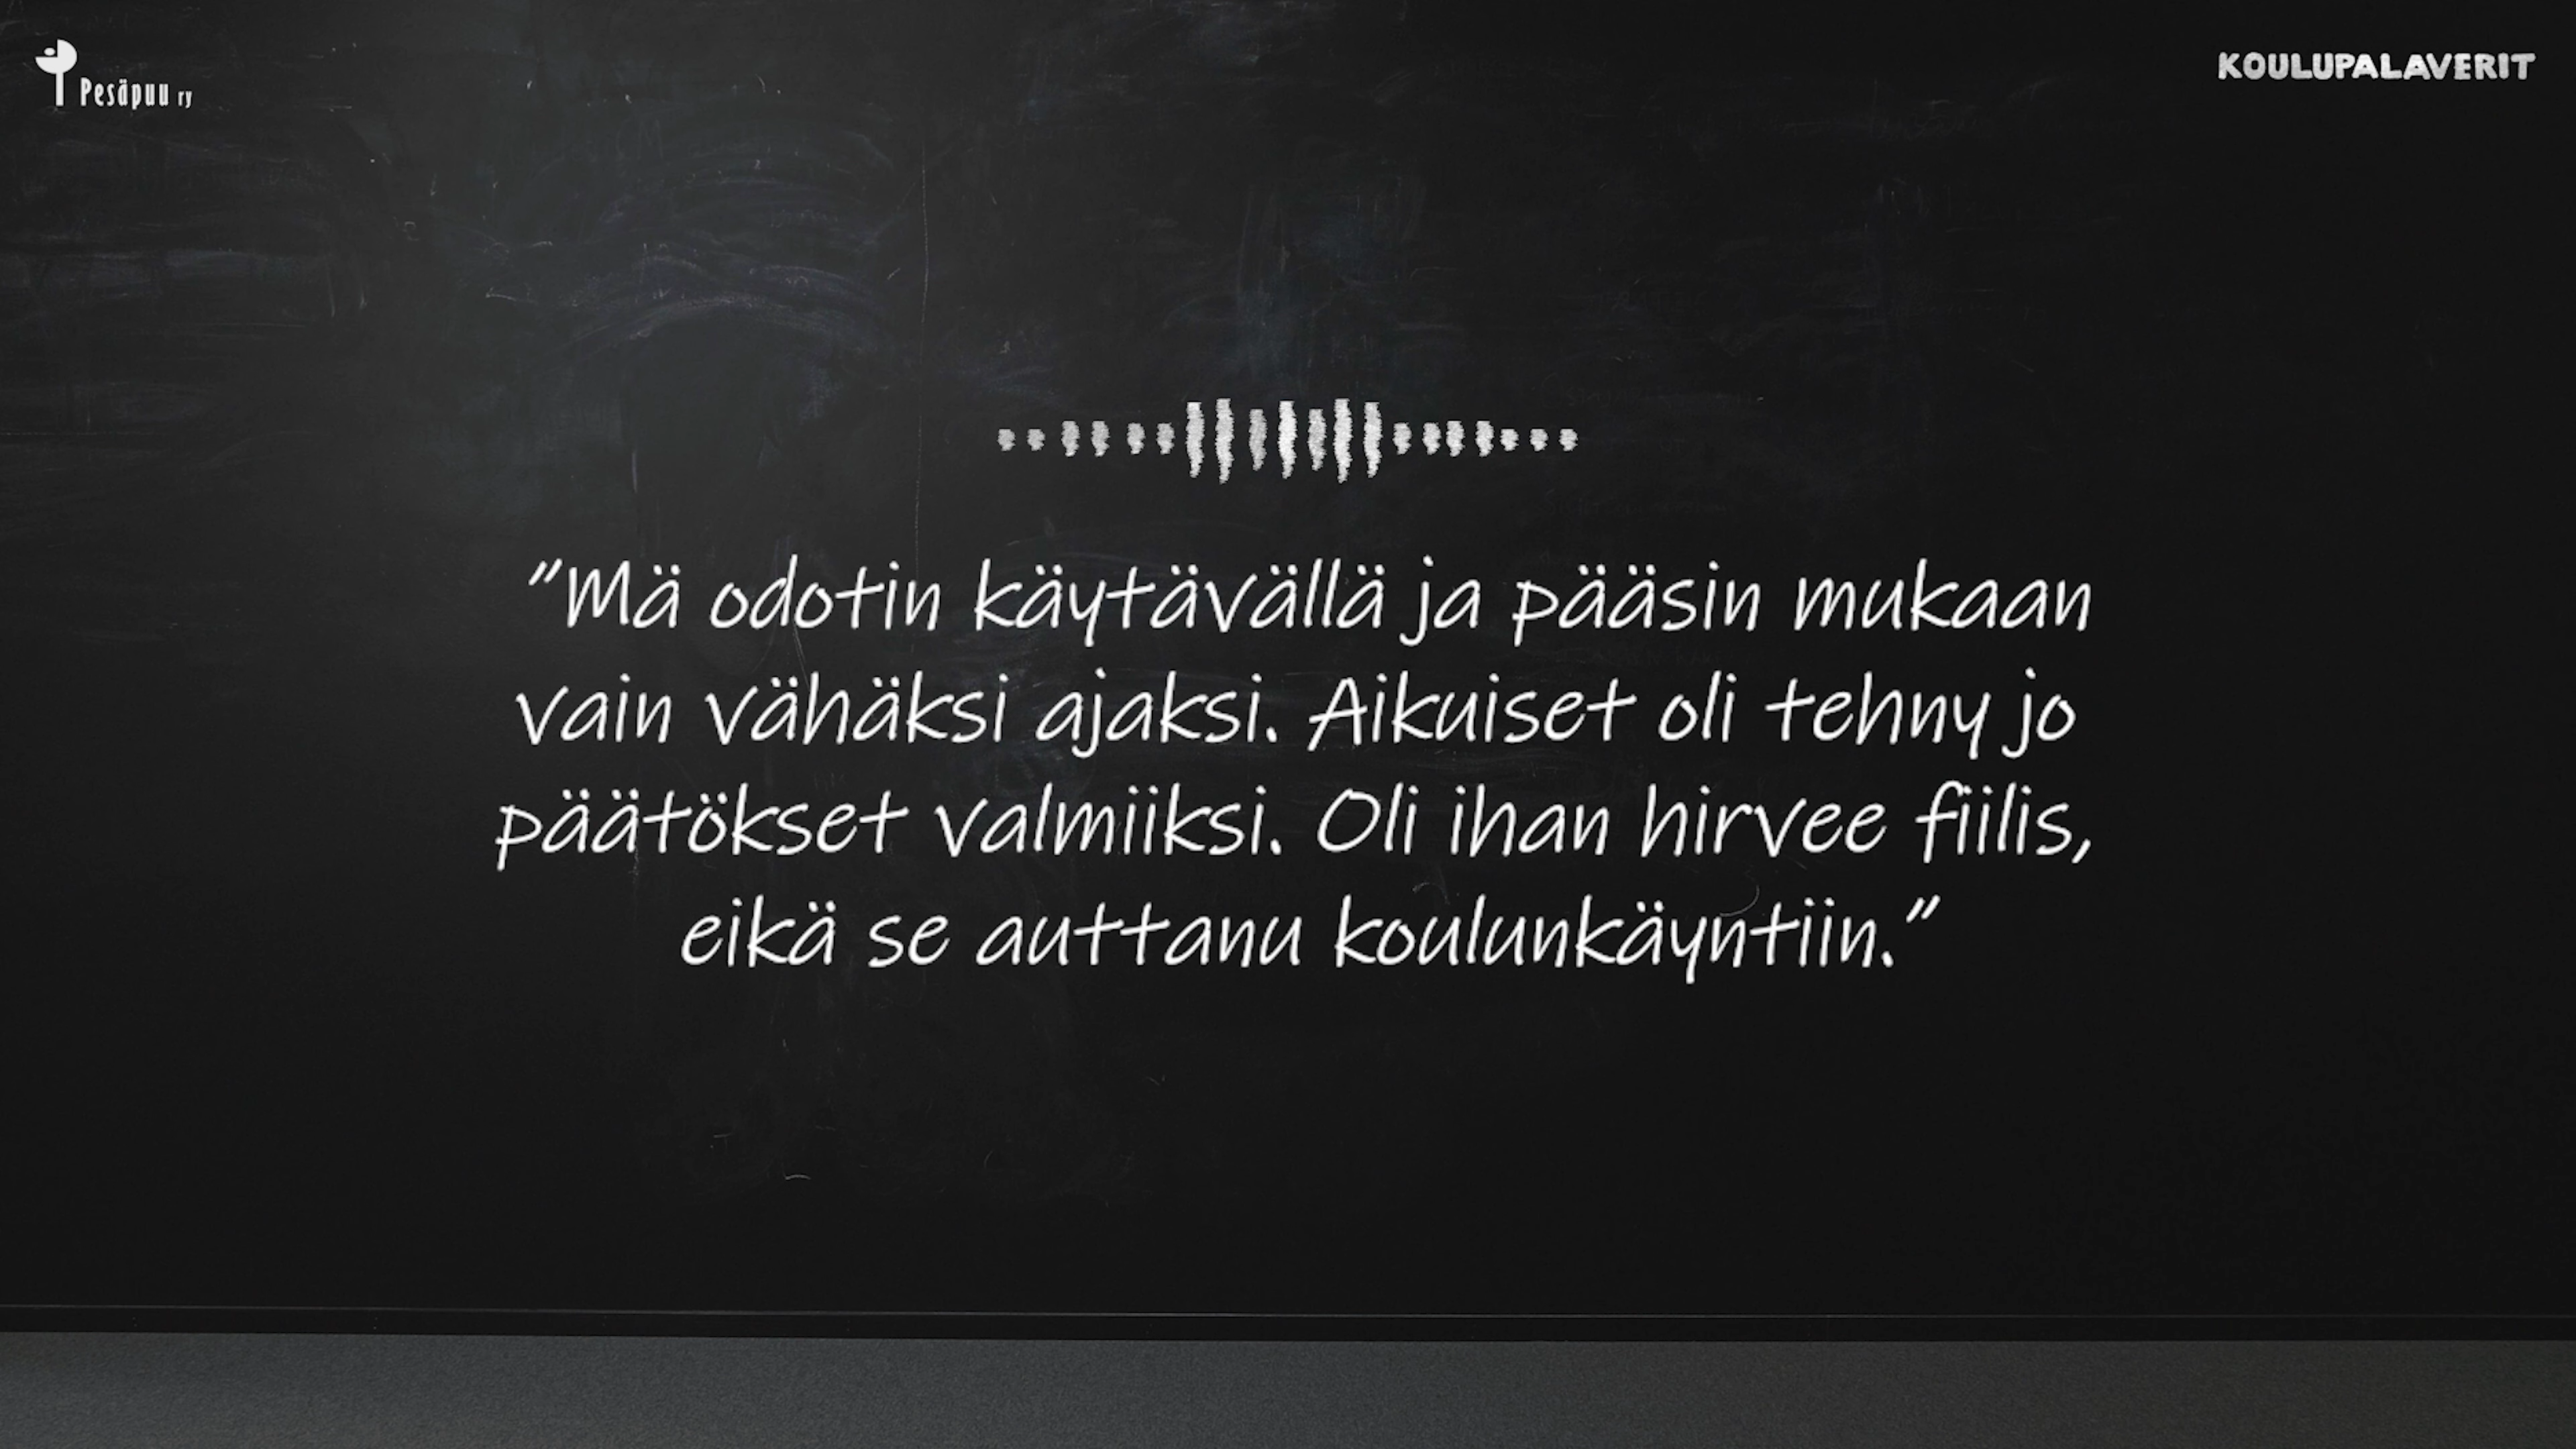 Pesäpuu ry
KOULUPALAVERIT
”Mä odotin käytävällä ja pääsin mukaan
vain vähäksi ajaksi. Aikuiset oli tehny jo
päätökset valmiiksi. Oli ihan hirvee fiilis,
eikä se auttanu koulunkäyntiin.”